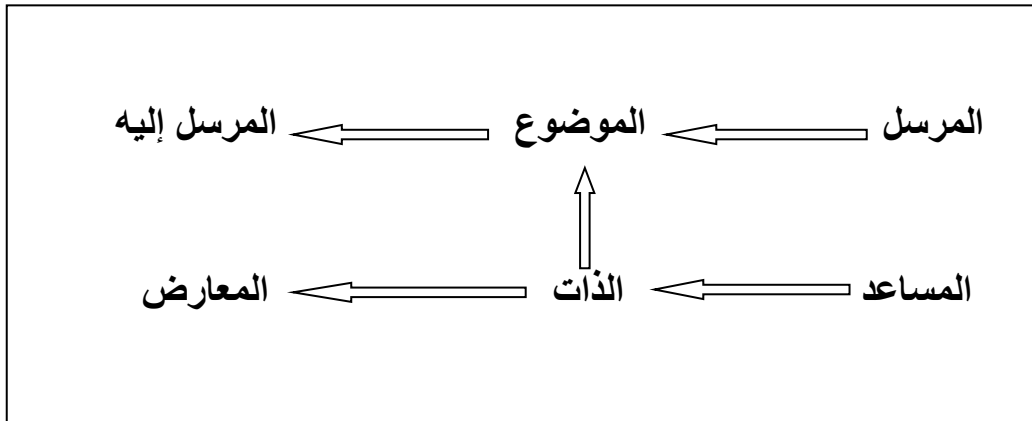 المرسل الموضوع المرسل إليه
المساعد الذات المعارض